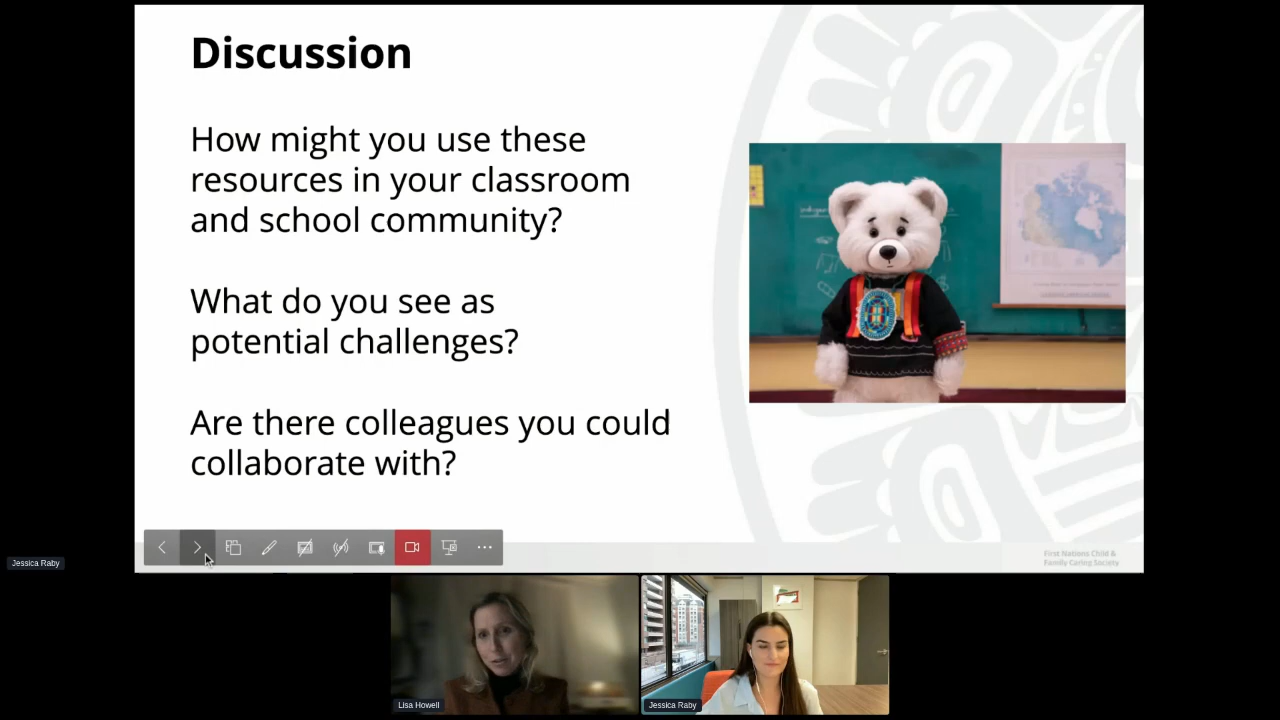 Discussion
How might you use these
resources in your classroom
and school community?
What do you see as
potential challenges?
Are there colleagues you could
collaborate with?
First Nations Child &
Family Caring Society
Jessica Raby
Lisa Howell
Jessica Raby